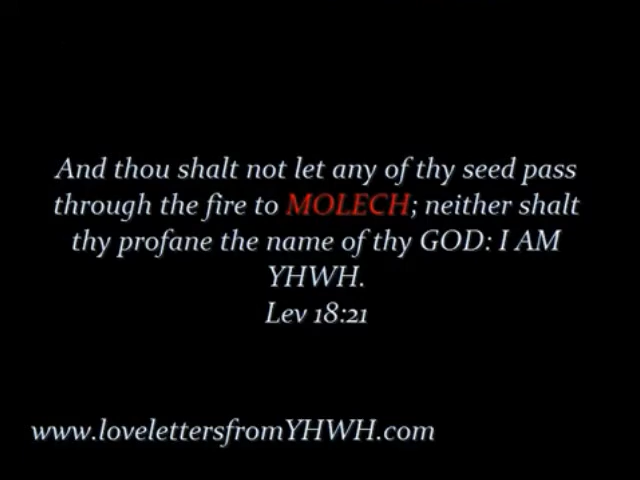 And thou shalt not let any of thy seed pass
through the fire to MOLECH; neither shalt
thy profane the name of thy GOD: I AM
YHWH.
Lev 18:21
www.lovelettersfromYHWH.com